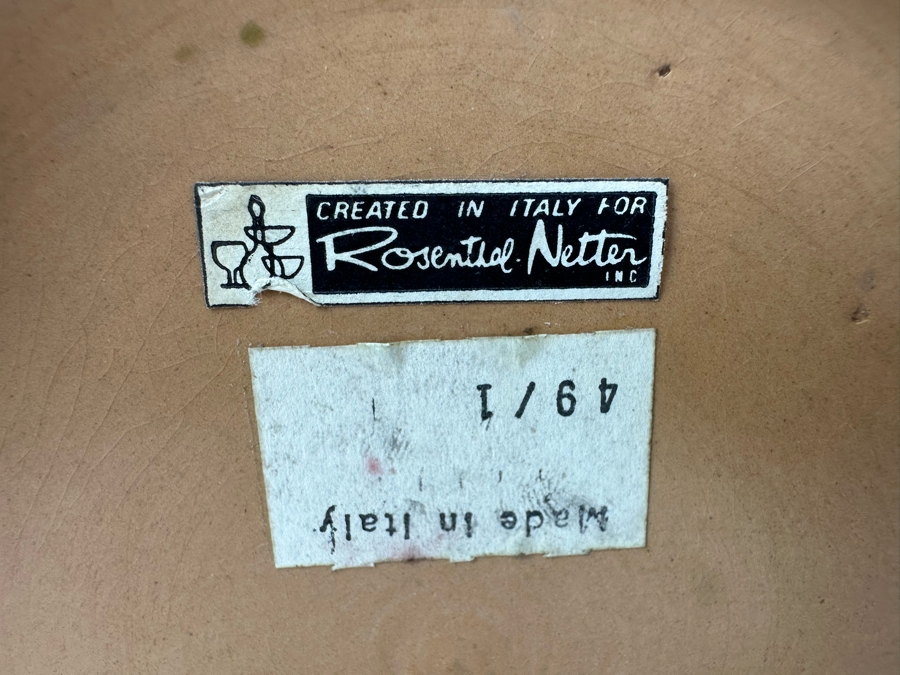 CREATED IN ITALY FOR
Rosenthal-Netter
INC
Made in Italy
49/1